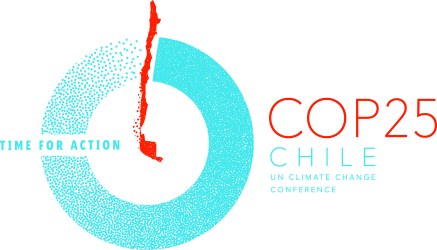 TIME FOR ACTION
COP25
CHILE
UN CLIMATE CHANGE
CONFERENCE